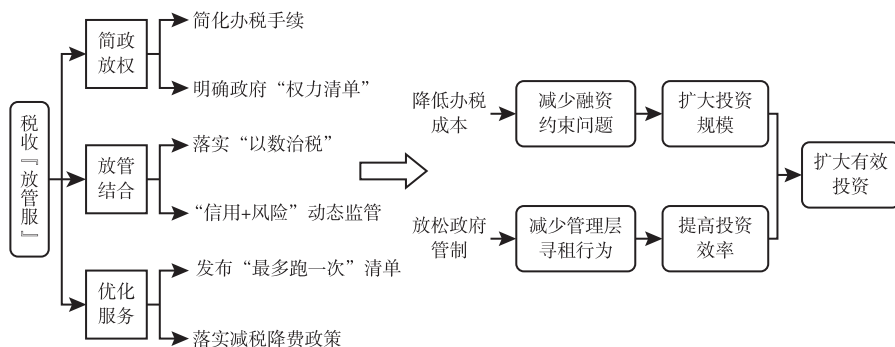 税收『放管服』
简政
放权
简化办税手续
明确政府“权力清单”
放管
结合
落实“以数治税”
“信用+风险”动态监管
优化
服务
发布“最多跑一次”清单
落实减税降费政策
降低办税
成本
减少融资
约束问题
扩大投资
规模
放松政府
管制
减少管理层
寻租行为
提高投资
效率
扩大有效
投资